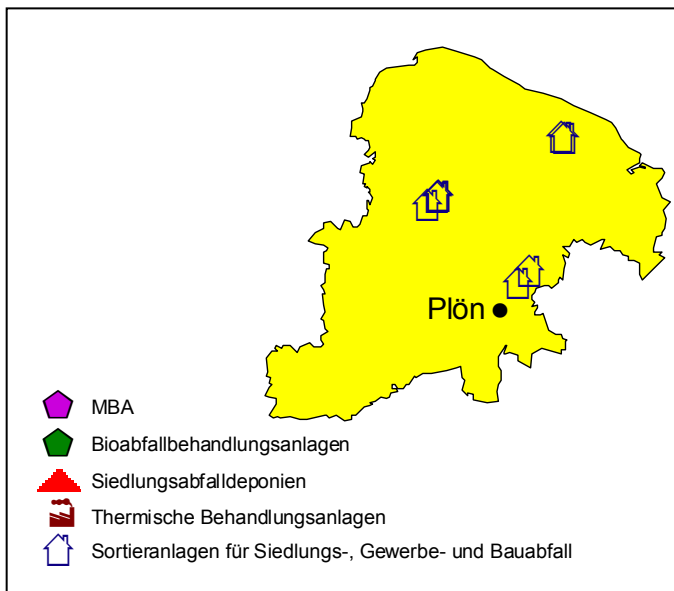 Plön
MBA
Bioabfallbehandlungsanlagen
Siedlungsabfalldeponien
Thermische Behandlungsanlagen
Sortieranlagen für Siedlungs-, Gewerbe- und Bauabfall